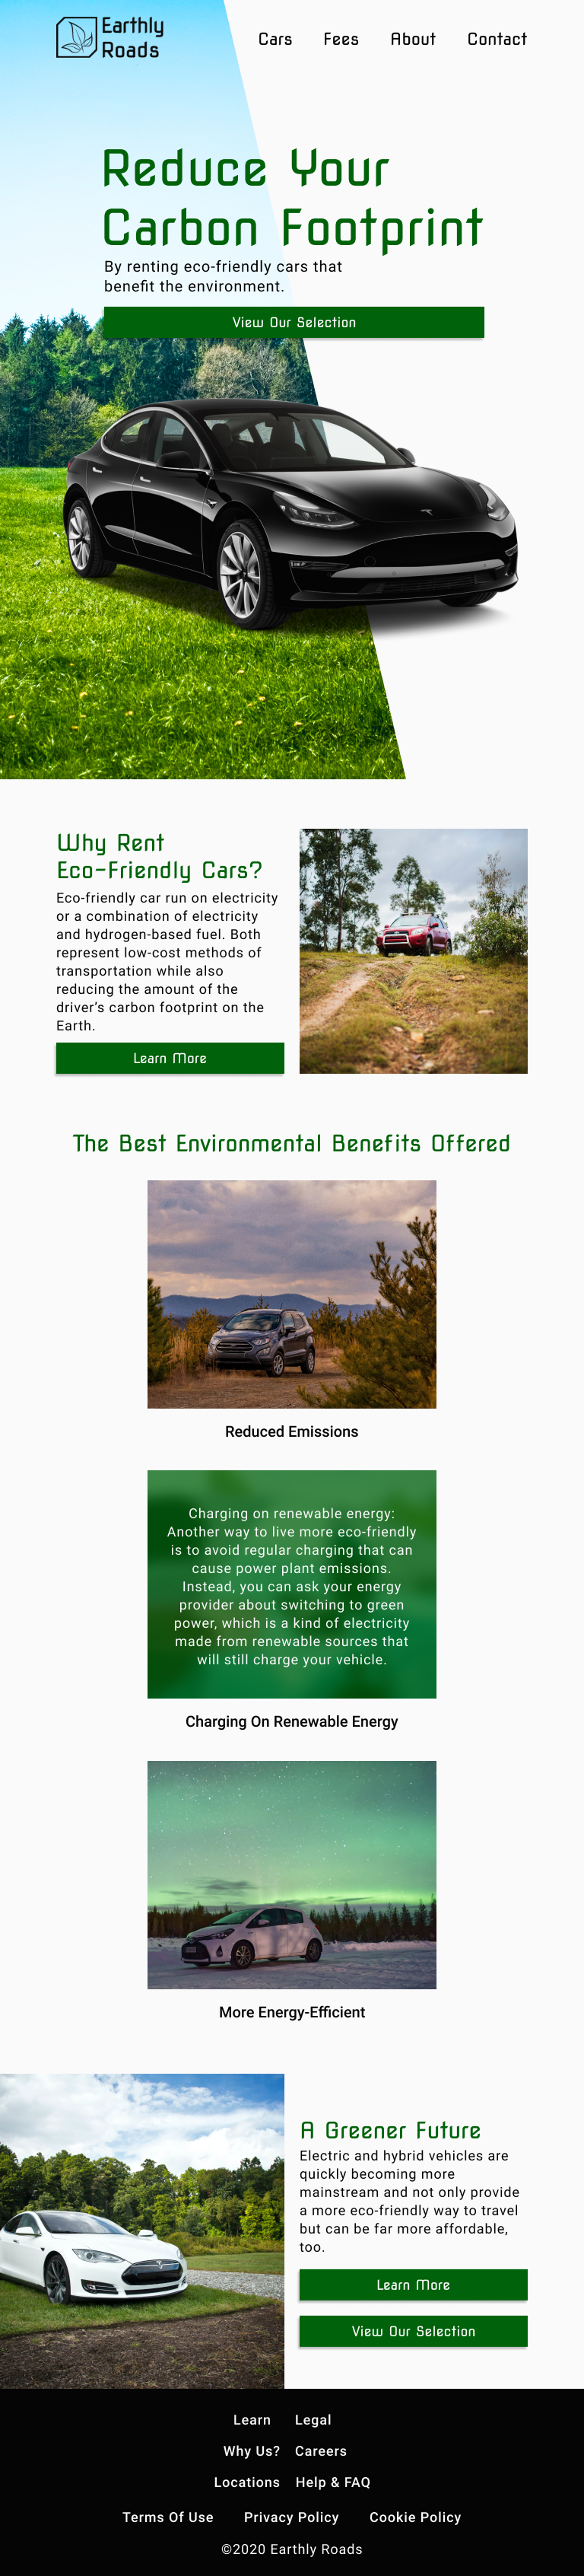 Earthly
Roads
Cars Fees About Contact
Reduce Your
Carbon Footprint
By renting eco-friendly cars that
benefit the environment.
View Our Selection
Why Rent
Eco-Friendly Cars?
Eco-friendly car run on electricity
or a combination of electricity
and hydrogen-based fuel. Both
represent low-cost methods of
transportation while also
reducing the amount of the
driver's carbon footprint on the
Earth.
Learn More
The Best Environmental Benefits Offered
Reduced Emissions
Charging on renewable energy:
Another way to live more eco-friendly
is to avoid regular charging that can
cause power plant emissions.
Instead, you can ask your energy
provider about switching to green
power, which is a kind of electricity
made from renewable sources that
will still charge your vehicle.
Charging On Renewable Energy
More Energy-Efficient
A Greener Future
Electric and hybrid vehicles are
quickly becoming more
mainstream and not only provide
a more eco-friendly way to travel
but can be far more affordable,
too.
Learn More
View Our Selection
Learn Legal
Why Us? Careers
Locations Help & FAQ
Terms Of Use Privacy Policy Cookie Policy
©2020 Earthly Roads